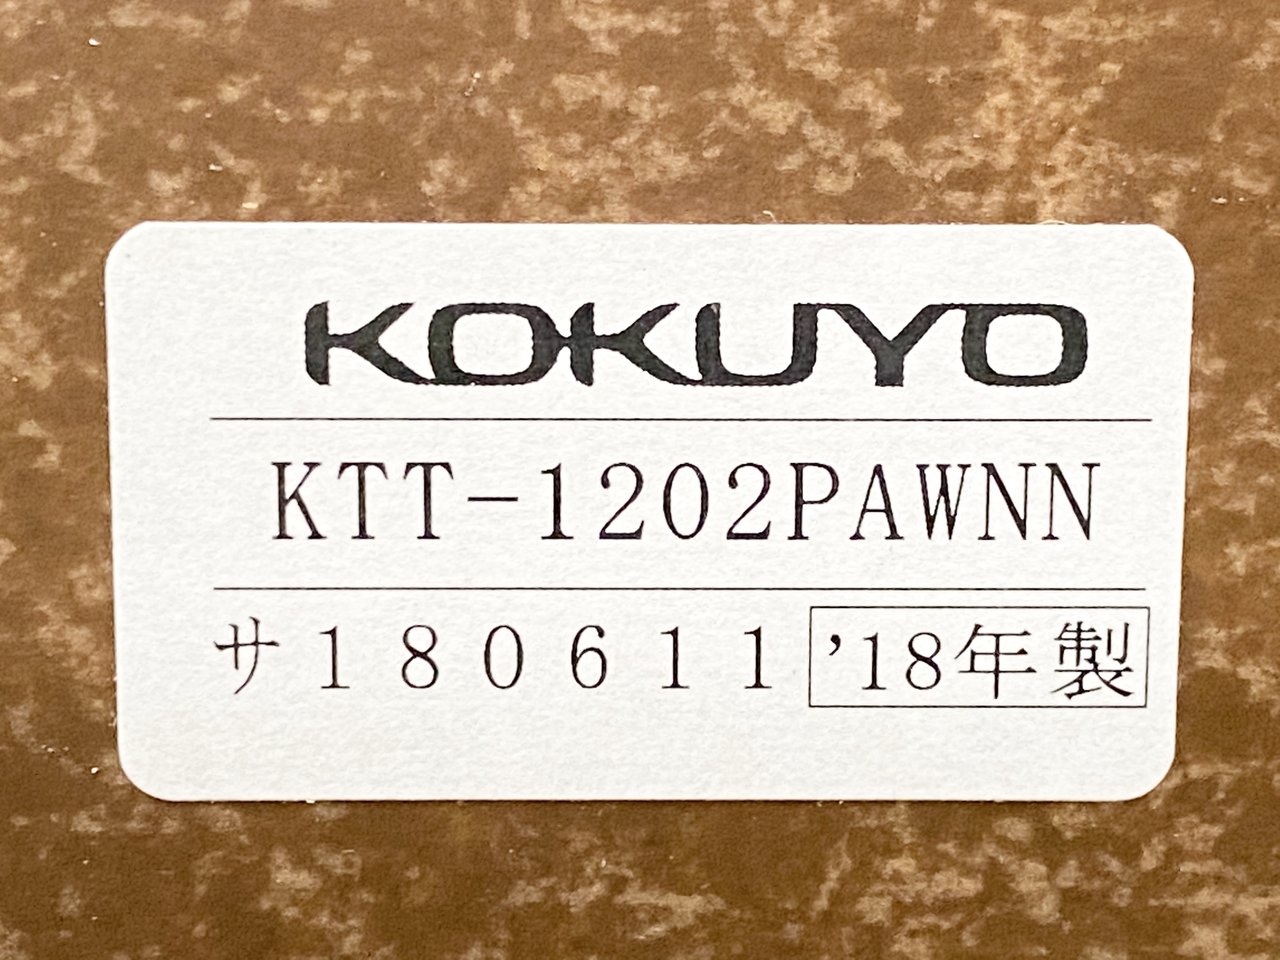 KOKUYO
KTT-1202PAWNN
サ180611 '18年製